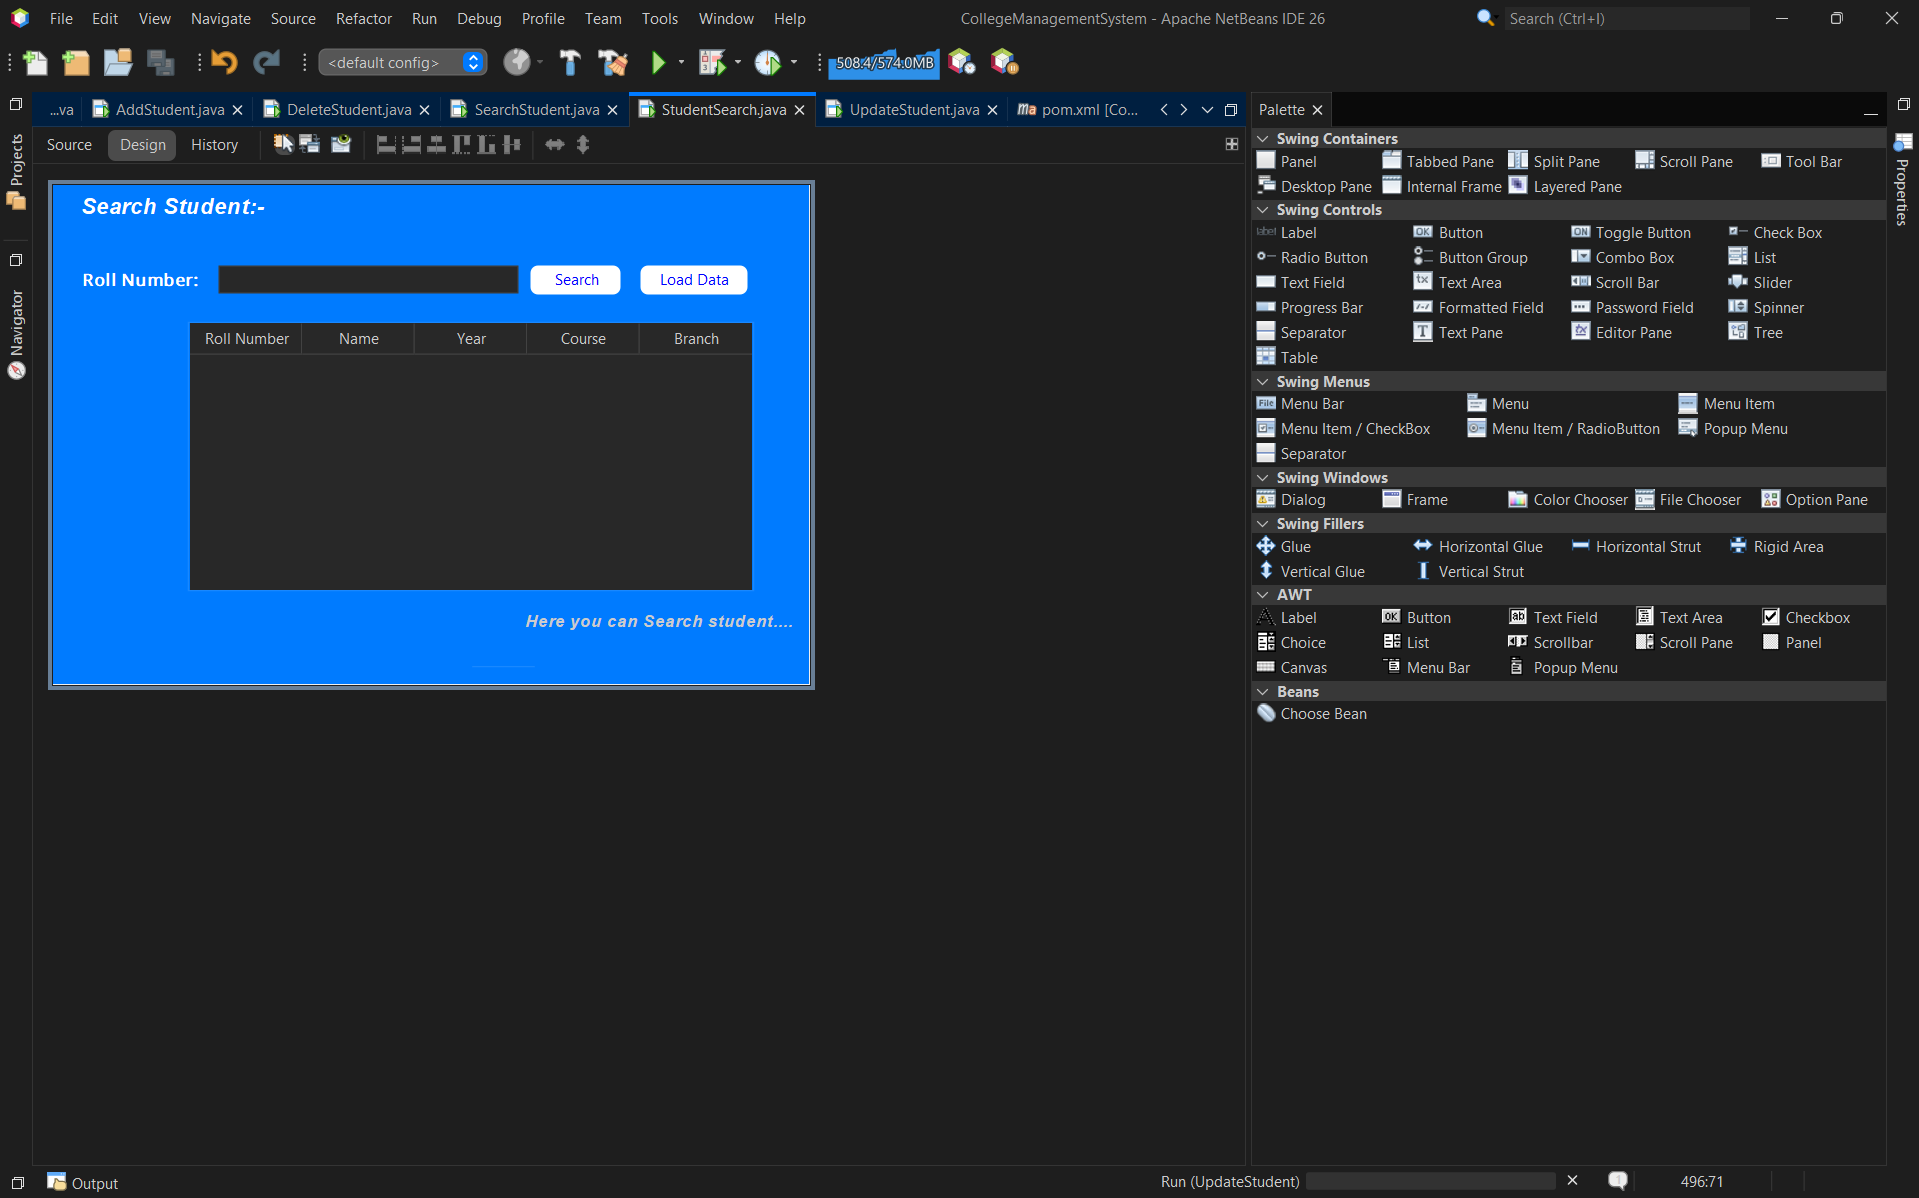 File Edit View Navigate Source Refactor Run Debug Profile Team Tools Window Help CollegeManagementSystem - Apache NetBeans IDE 26 Search (Ctrl+I)
<default config> 508.4/574.0MB
...va AddStudent.java DeleteStudent.java SearchStudent.java StudentSearch.java UpdateStudent.java pom.xml [Co... Palette
Source Design History
Projects
Navigator
Properties
Search Student:-
Roll Number: Search Load Data
Roll Number Name Year Course Branch
Here you can Search student....
Swing Containers
Panel Tabbed Pane Split Pane Scroll Pane Tool Bar
Desktop Pane Internal Frame Layered Pane
Swing Controls
label Label OK Button ON Toggle Button Check Box
Radio Button Button Group Combo Box List
Text Field tx Text Area Scroll Bar Slider
Progress Bar Formatted Field Password Field Spinner
Separator T Text Pane Editor Pane Tree
Table
Swing Menus
File Menu Bar Menu Menu Item
Menu Item / CheckBox Menu Item / RadioButton Popup Menu
Separator
Swing Windows
Dialog Frame Color Chooser File Chooser Option Pane
Swing Fillers
Glue Horizontal Glue Horizontal Strut Rigid Area
Vertical Glue Vertical Strut
AWT
A Label OK Button ab Text Field Text Area Checkbox
Choice List Scrollbar Scroll Pane Panel
Canvas Menu Bar Popup Menu
Beans
Choose Bean
Output Run (UpdateStudent) 496:71